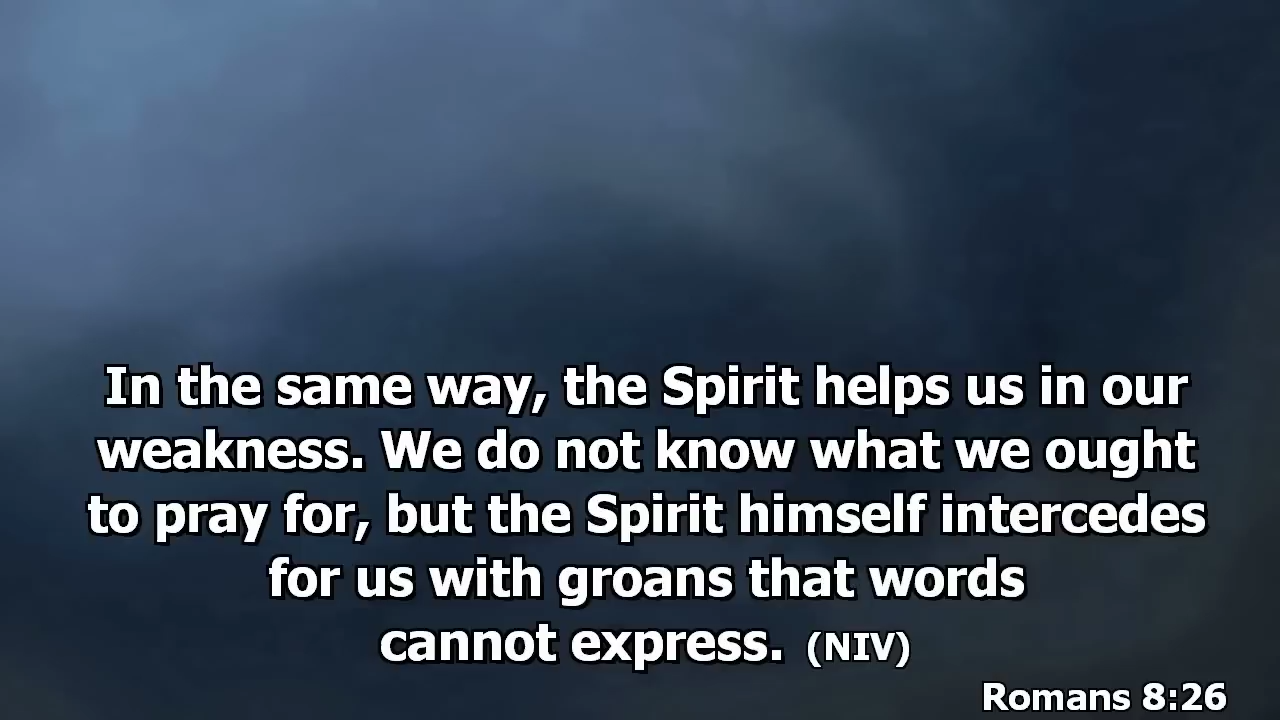 In the same way, the Spirit helps us in our
weakness. We do not know what we ought
to pray for, but the Spirit himself intercedes
for us with groans that words
cannot express. (NIV)
Romans 8:26